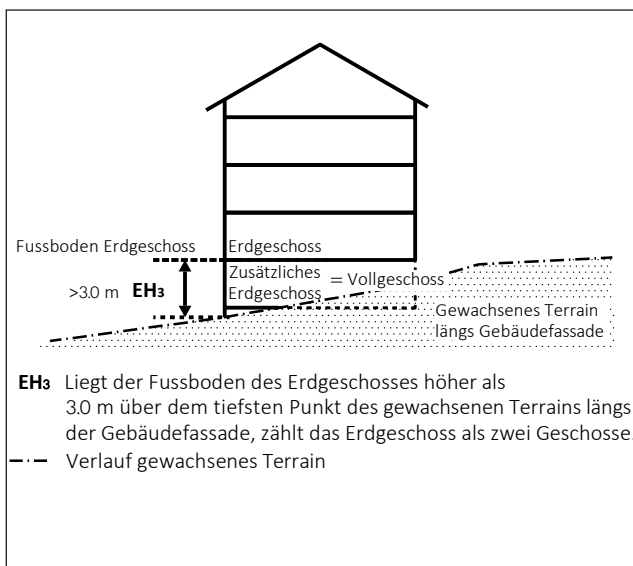 Fussboden Erdgeschoss Erdgeschoss
>3.0 m EH3 Zusätzliches Erdgeschoss = Vollgeschoss
Gewachsenes Terrain
längs Gebäudefassade
EH3 Liegt der Fussboden des Erdgeschosses höher als
3.0 m über dem tiefsten Punkt des gewachsenen Terrains längs
der Gebäudefassade, zählt das Erdgeschoss als zwei Geschosse.
Verlauf gewachsenes Terrain